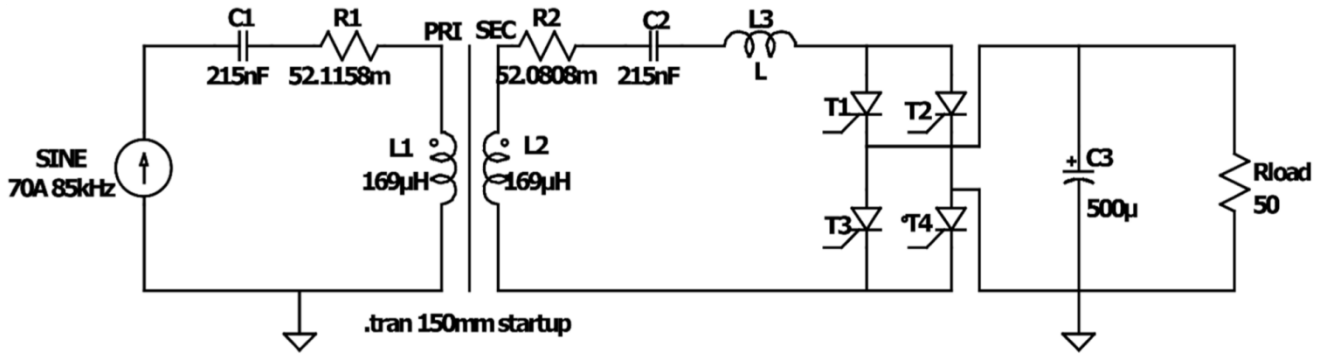 C1
215nF
R1
52.1158m
PRI
SEC
R2
52.0808m
C2
215nF
L3
L
SINE
70A 85kHz
L1
169µH
L2
169µH
T1
T2
T3
T4
C3
500µ
Rload
50
.tran 150mm startup